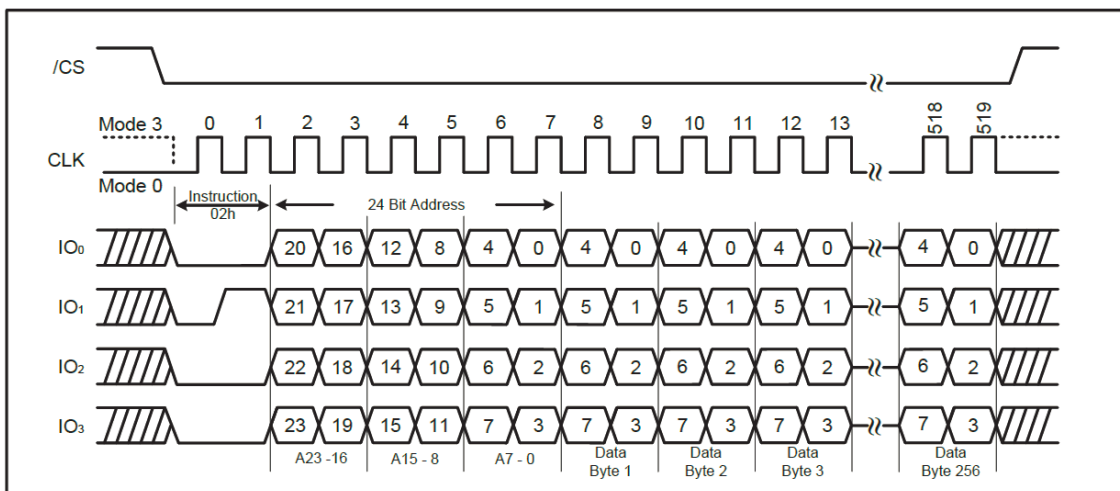 /CS
Mode 3 0 1 2 3 4 5 6 7 8 9 10 11 12 13 518 519
CLK
Mode 0
Instruction
02h
24 Bit Address
IO0 20 16 12 8 4 0 4 0 4 0 4 0 4 0
IO1 21 17 13 9 5 1 5 1 5 1 5 1 5 1
IO2 22 18 14 10 6 2 6 2 6 2 6 2 6 2
IO3 23 19 15 11 7 3 7 3 7 3 7 3 7 3
A23 -16 A15 - 8 A7 - 0
Data
Byte 1
Data
Byte 2
Data
Byte 3
Data
Byte 256